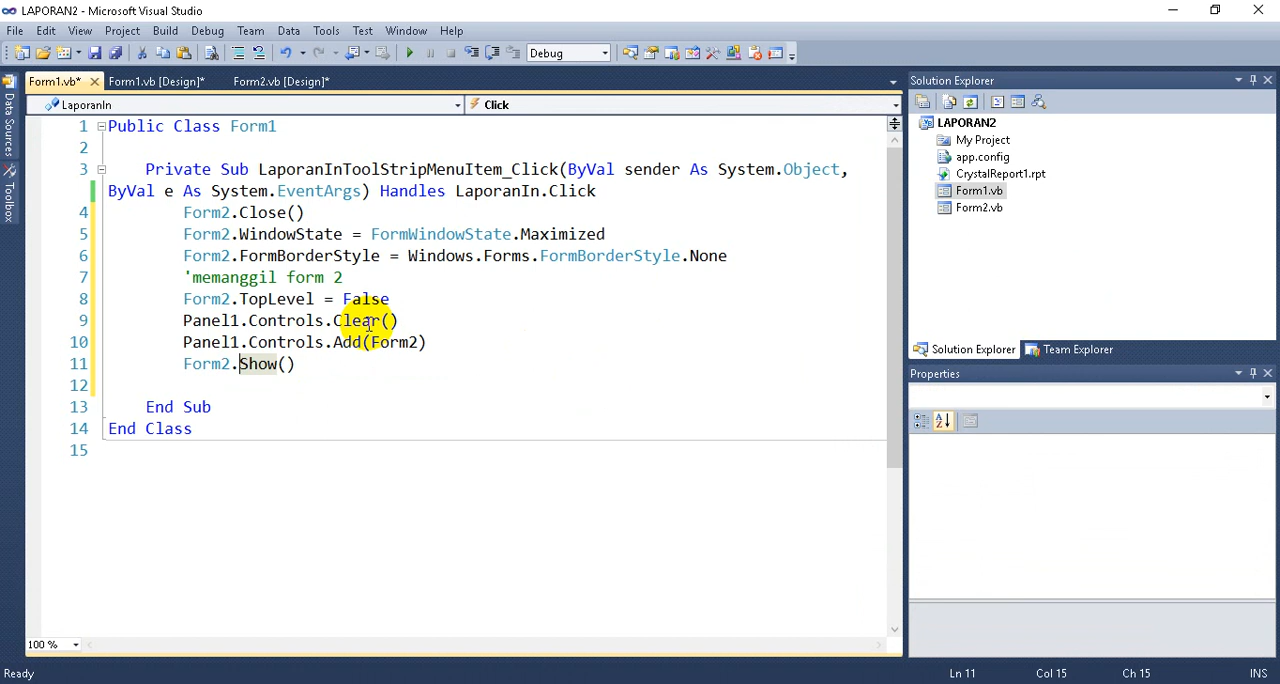 LAPORAN2 - Microsoft Visual Studio
File Edit View Project Build Debug Team Data Tools Test Window Help
Debug
Form1.vb* Form1.vb [Design]* Form2.vb [Design]*
LaporanIn Click
Data Sources
Toolbox
1 Public Class Form1
2
3 Private Sub LaporanInToolStripMenuItem_Click(ByVal sender As System.Object,
ByVal e As System.EventArgs) Handles LaporanIn.Click
4 Form2.Close()
5 Form2.WindowState = FormWindowState.Maximized
6 Form2.FormBorderStyle = Windows.Forms.FormBorderStyle.None
7 'memanggil form 2
8 Form2.TopLevel = False
9 Panel1.Controls.Clear()
10 Panel1.Controls.Add(Form2)
11 Form2.Show()
12
13 End Sub
14 End Class
15
100 %
Solution Explorer
LAPORAN2
My Project
app.config
CrystalReport1.rpt
Form1.vb
Form2.vb
Solution Explorer Team Explorer
Properties
Ready Ln 11 Col 15 Ch 15 INS